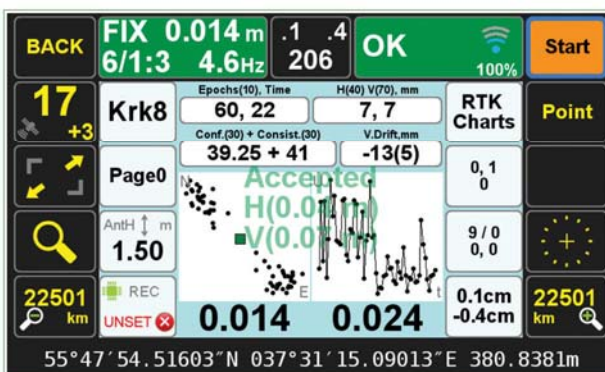 BACK
FIX 0.014 m
6/1:3 4.6Hz
.1 .4
206
OK
100%
Start
17
+3
Krk8
Epochs(10), Time
60, 22
H(40) V(70), mm
7, 7
RTK
Charts
Point
Conf.(30) + Consist.(30)
39.25 + 41
V.Drift,mm
-13(5)
Page0
0, 1
0
N
U
Accepted
H(0.0
V(0.0
E
t
AntH ↕ m
1.50
9 / 0
0, 0
22501
km
REC
UNSET
0.014
0.024
0.1cm
-0.4cm
22501
km
55°47′54.51603″N 037°31′15.09013″E 380.8381m